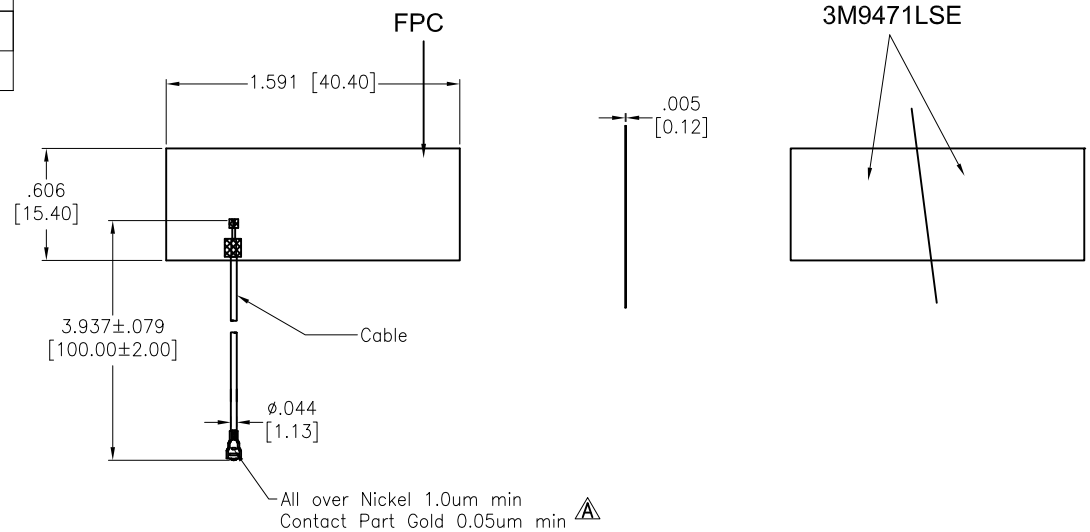 FPC
3M9471LSE
1.591 [40.40]
.005
[0.12]
.606
[15.40]
3.937±.079
[100.00±2.00]
Cable
ø.044
[1.13]
All over Nickel 1.0um min
Contact Part Gold 0.05um min A